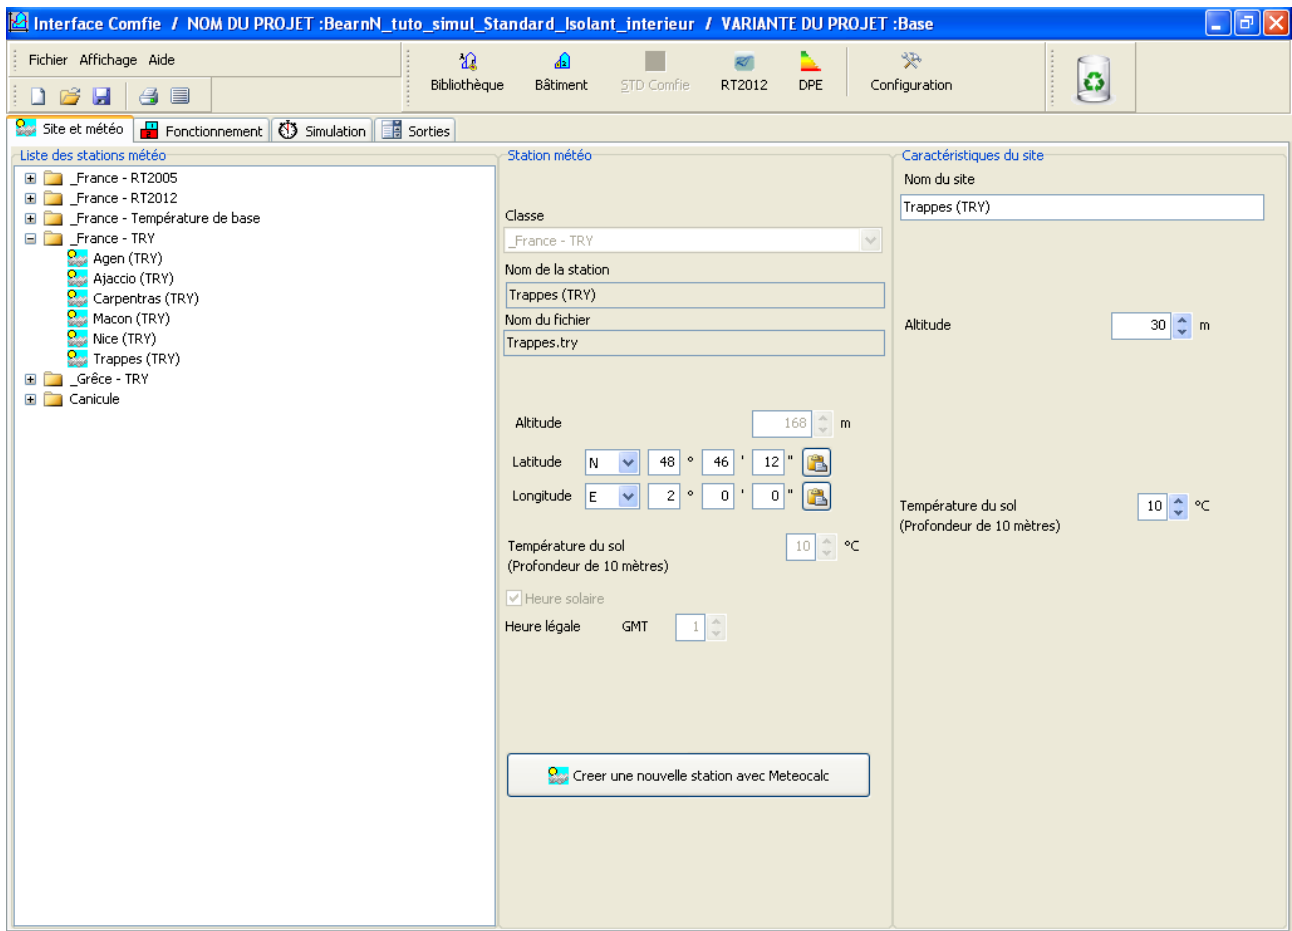 Interface Comfie / NOM DU PROJET :BearnN_tuto_simul_Standard_Isolant_interieur / VARIANTE DU PROJET :Base
Fichier Affichage Aide
Bibliothèque Bâtiment STD Comfie RT2012 DPE Configuration
Site et météo Fonctionnement Simulation Sorties
Liste des stations météo
_France - RT2005
_France - RT2012
_France - Température de base
_France - TRY
Agen (TRY)
Ajaccio (TRY)
Carpentras (TRY)
Macon (TRY)
Nice (TRY)
Trappes (TRY)
_Grêce - TRY
Canicule
Station météo
Classe
_France - TRY
Nom de la station
Trappes (TRY)
Nom du fichier
Trappes.try
Altitude 168 m
Latitude N 48 ° 46 ' 12 "
Longitude E 2 ° 0 ' 0 "
Température du sol 10 °C
(Profondeur de 10 mètres)
Heure solaire
Heure légale GMT 1
Creer une nouvelle station avec Meteocalc
Caractéristiques du site
Nom du site
Trappes (TRY)
Altitude 30 m
Température du sol 10 °C
(Profondeur de 10 mètres)